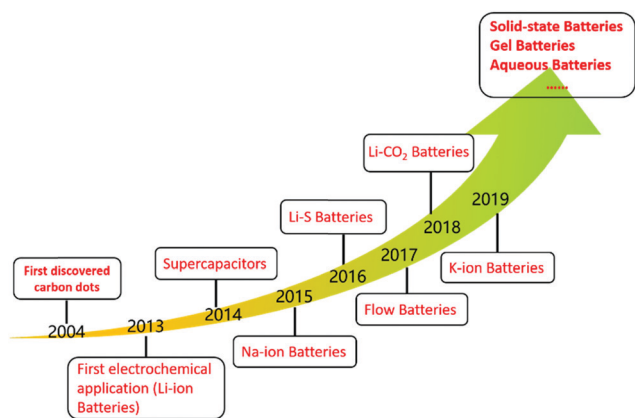 Solid-state Batteries
Gel Batteries
Aqueous Batteries
......
Li-CO₂ Batteries
2019
Li-S Batteries
2018
2017
K-ion Batteries
First discovered
carbon dots
Supercapacitors
2016
Flow Batteries
2015
2014
2013
2004
Na-ion Batteries
First electrochemical
application (Li-ion
Batteries)